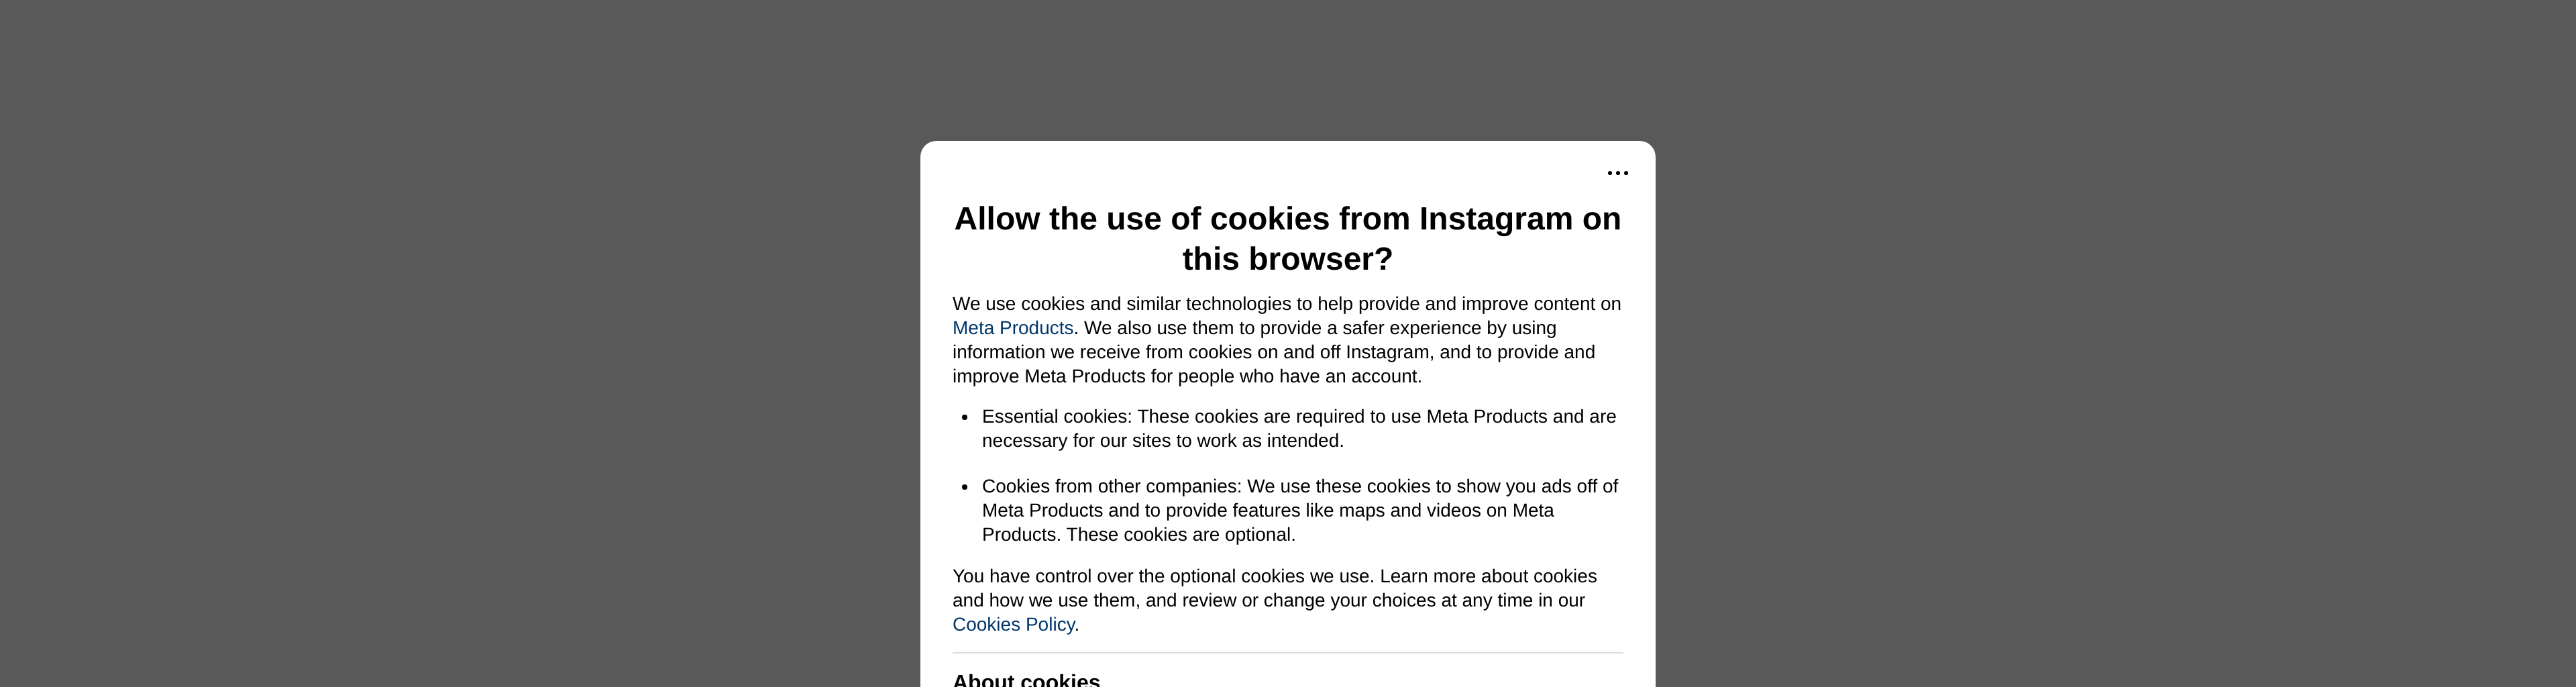 Allow the use of cookies from Instagram on
this browser?
We use cookies and similar technologies to help provide and improve content on
Meta Products. We also use them to provide a safer experience by using
information we receive from cookies on and off Instagram, and to provide and
improve Meta Products for people who have an account.
• Essential cookies: These cookies are required to use Meta Products and are
necessary for our sites to work as intended.
• Cookies from other companies: We use these cookies to show you ads off of
Meta Products and to provide features like maps and videos on Meta
Products. These cookies are optional.
You have control over the optional cookies we use. Learn more about cookies
and how we use them, and review or change your choices at any time in our
Cookies Policy.
About cookies